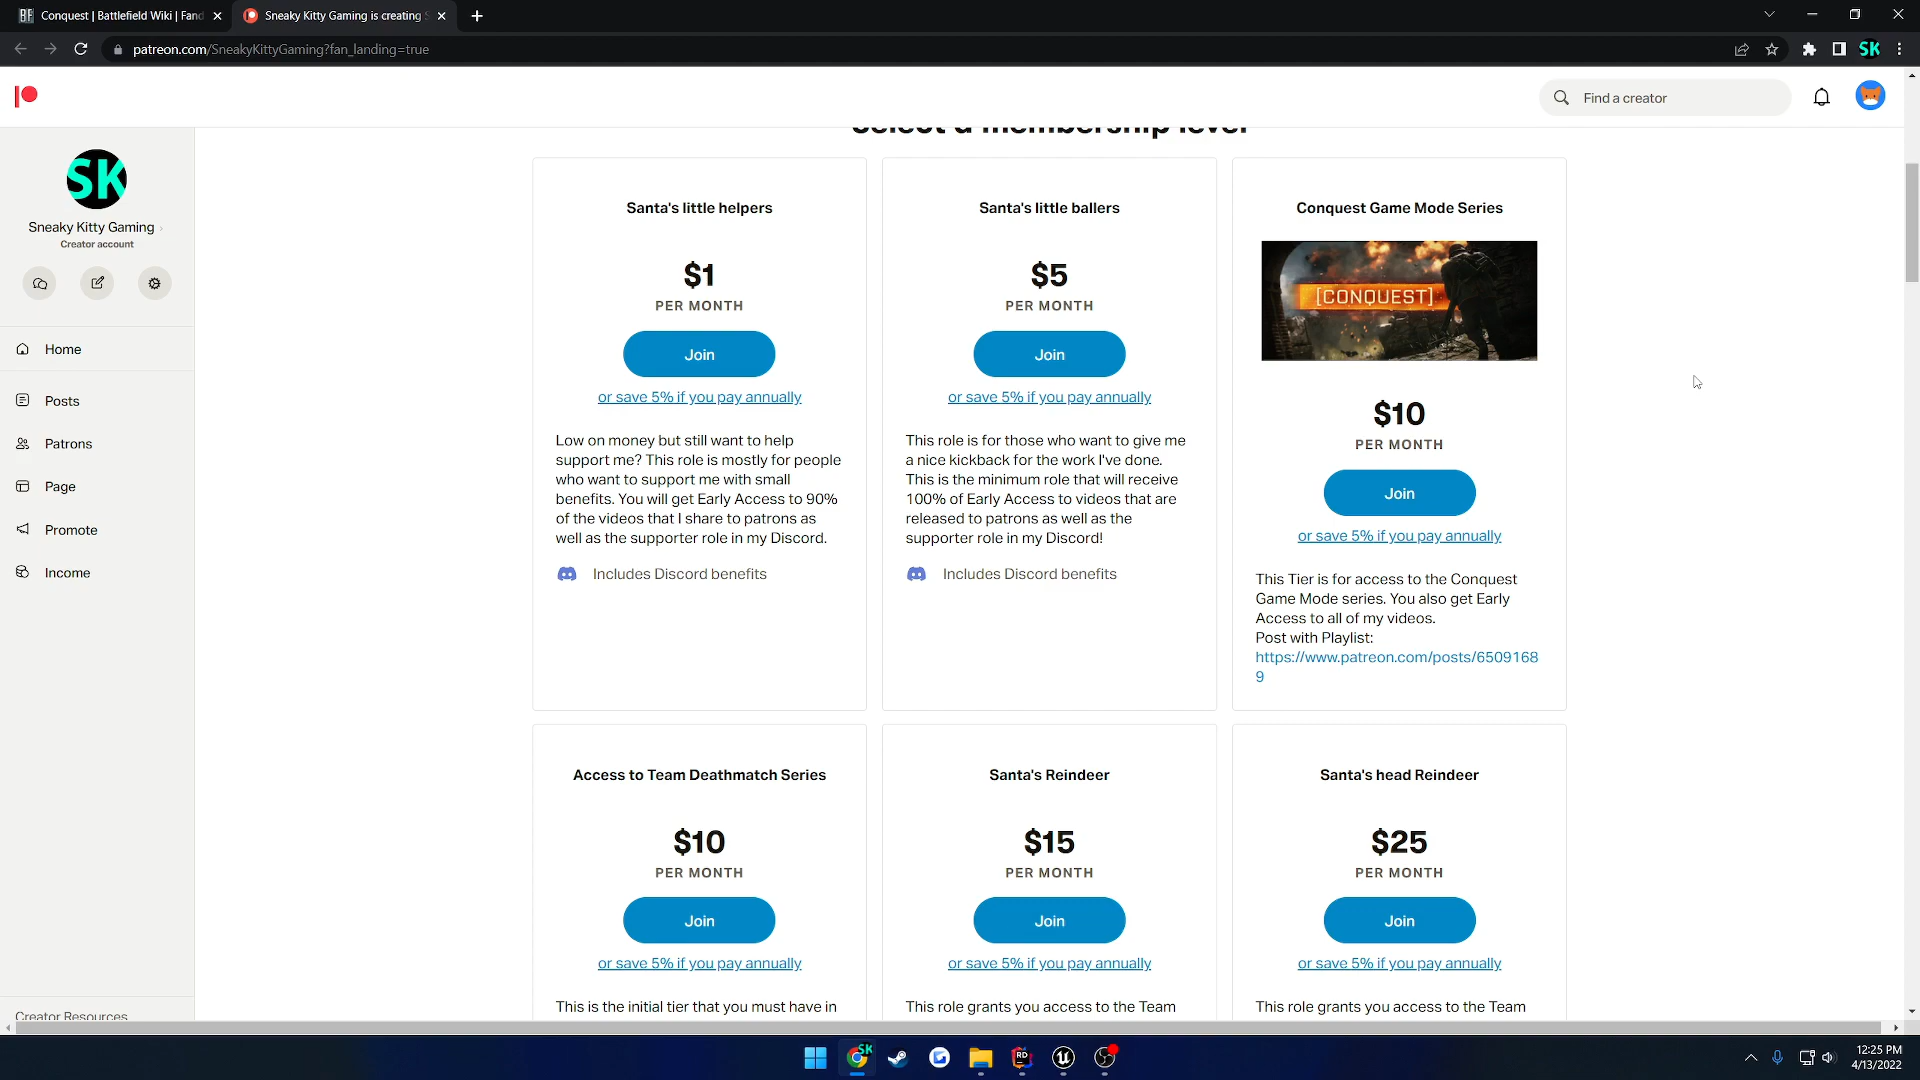 Conquest | Battlefield Wiki | Fand
Sneaky Kitty Gaming is creating S
patreon.com/SneakyKittyGaming?fan_landing=true
SK
Find a creator
Select a membership level
SK
Sneaky Kitty Gaming
Creator account
Home
Posts
Patrons
Page
Promote
Income
Creator Resources
Santa's little helpers
$1
PER MONTH
Join
or save 5% if you pay annually
Low on money but still want to help
support me? This role is mostly for people
who want to support me with small
benefits. You will get Early Access to 90%
of the videos that I share to patrons as
well as the supporter role in my Discord.
Includes Discord benefits
Santa's little ballers
$5
PER MONTH
Join
or save 5% if you pay annually
This role is for those who want to give me
a nice kickback for the work I've done.
This is the minimum role that will receive
100% of Early Access to videos that are
released to patrons as well as the
supporter role in my Discord!
Includes Discord benefits
Conquest Game Mode Series
[CONQUEST]
$10
PER MONTH
Join
or save 5% if you pay annually
This Tier is for access to the Conquest
Game Mode series. You also get Early
Access to all of my videos.
Post with Playlist:
https://www.patreon.com/posts/6509168
9
Access to Team Deathmatch Series
$10
PER MONTH
Join
or save 5% if you pay annually
This is the initial tier that you must have in
Santa's Reindeer
$15
PER MONTH
Join
or save 5% if you pay annually
This role grants you access to the Team
Santa's head Reindeer
$25
PER MONTH
Join
or save 5% if you pay annually
This role grants you access to the Team
12:25 PM
4/13/2022